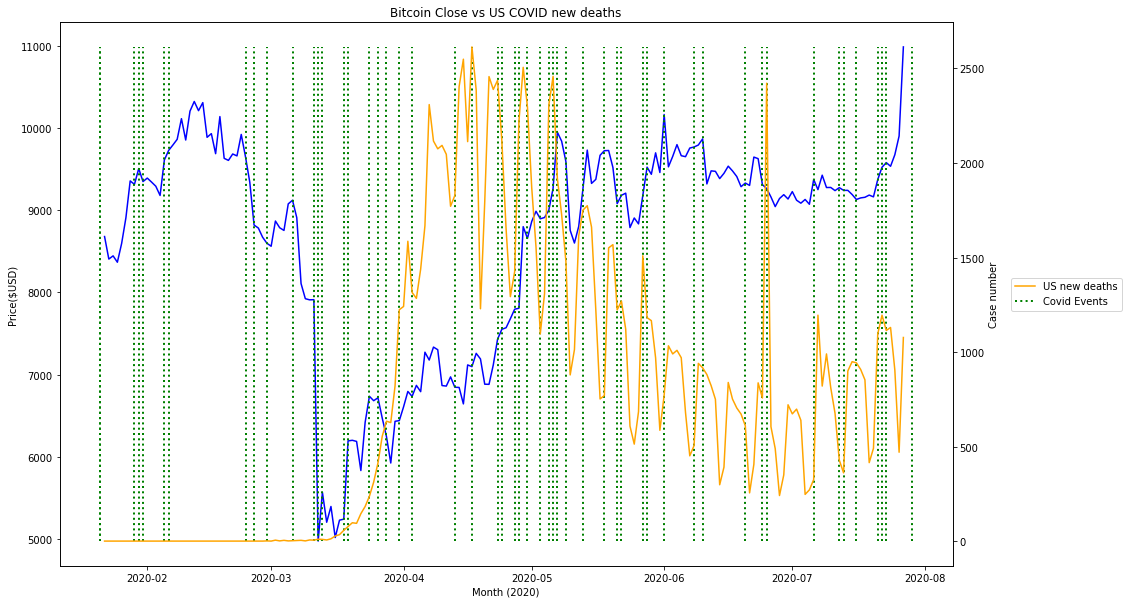 Bitcoin Close vs US COVID new deaths
11000
10000
9000
8000
7000
6000
5000
Price($USD)
2500
2000
1500
1000
500
0
Case number
US new deaths
Covid Events
2020-02 2020-03 2020-04 2020-05 2020-06 2020-07 2020-08
Month (2020)